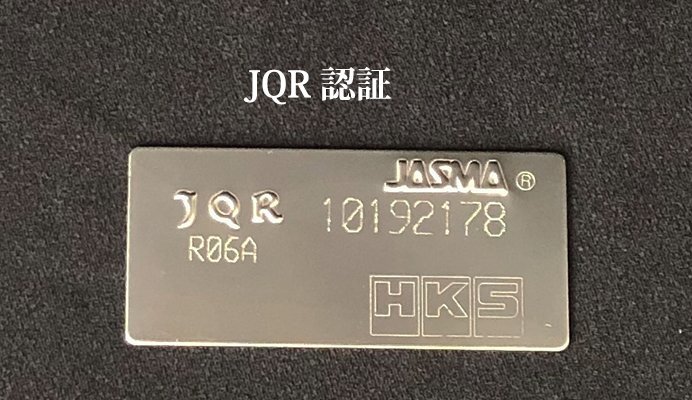 JQR 認証
JASMA ®
JQR 10192178
R06A
HKS